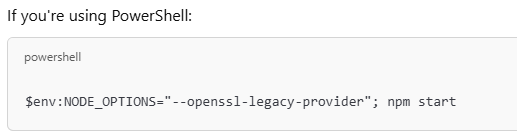 If you're using PowerShell:
powershell
$env:NODE_OPTIONS="--openssl-legacy-provider"; npm start